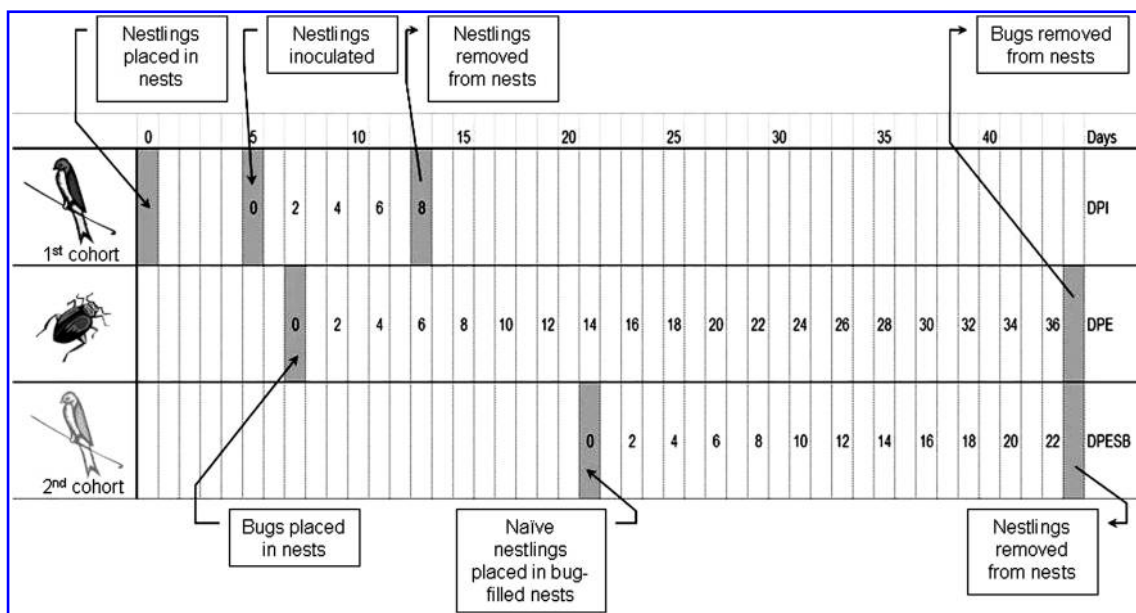 Nestlings
placed in
nests
Nestlings
inoculated
Nestlings
removed
from nests
Bugs removed
from nests
0 5 10 15 20 30 35 40 Days
0 2 4 6 8 DPI
1st cohort
0 2 4 6 8 10 12 14 16 18 20 22 24 26 28 30 32 34 36 DPE
0 2 4 6 8 10 12 14 16 18 20 22 DPESB
2nd cohort
Bugs placed
in nests
Naïve
nestlings
placed in bug-
filled nests
Nestlings
removed
from nests